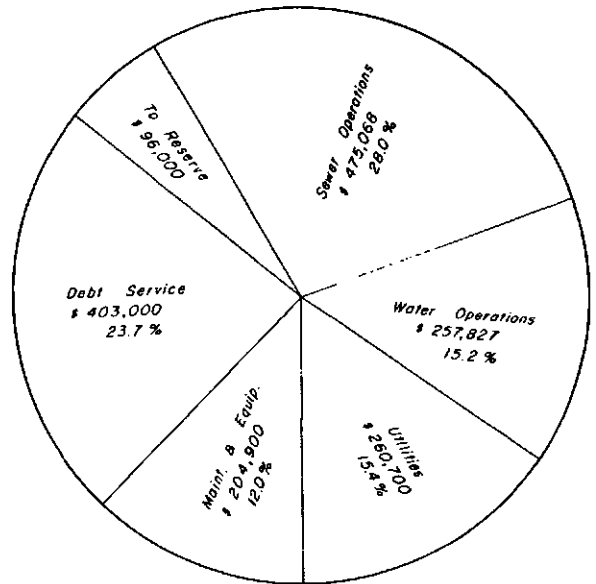 Sewer Operations
$ 475,068
28.0 %
Water Operations
$ 257,827
15.2 %
Utilities
$ 260,700
15.4 %
Maint. & Equip.
$ 204,900
12.0 %
Debt Service
$ 403,000
23.7 %
To Reserve
$ 96,000